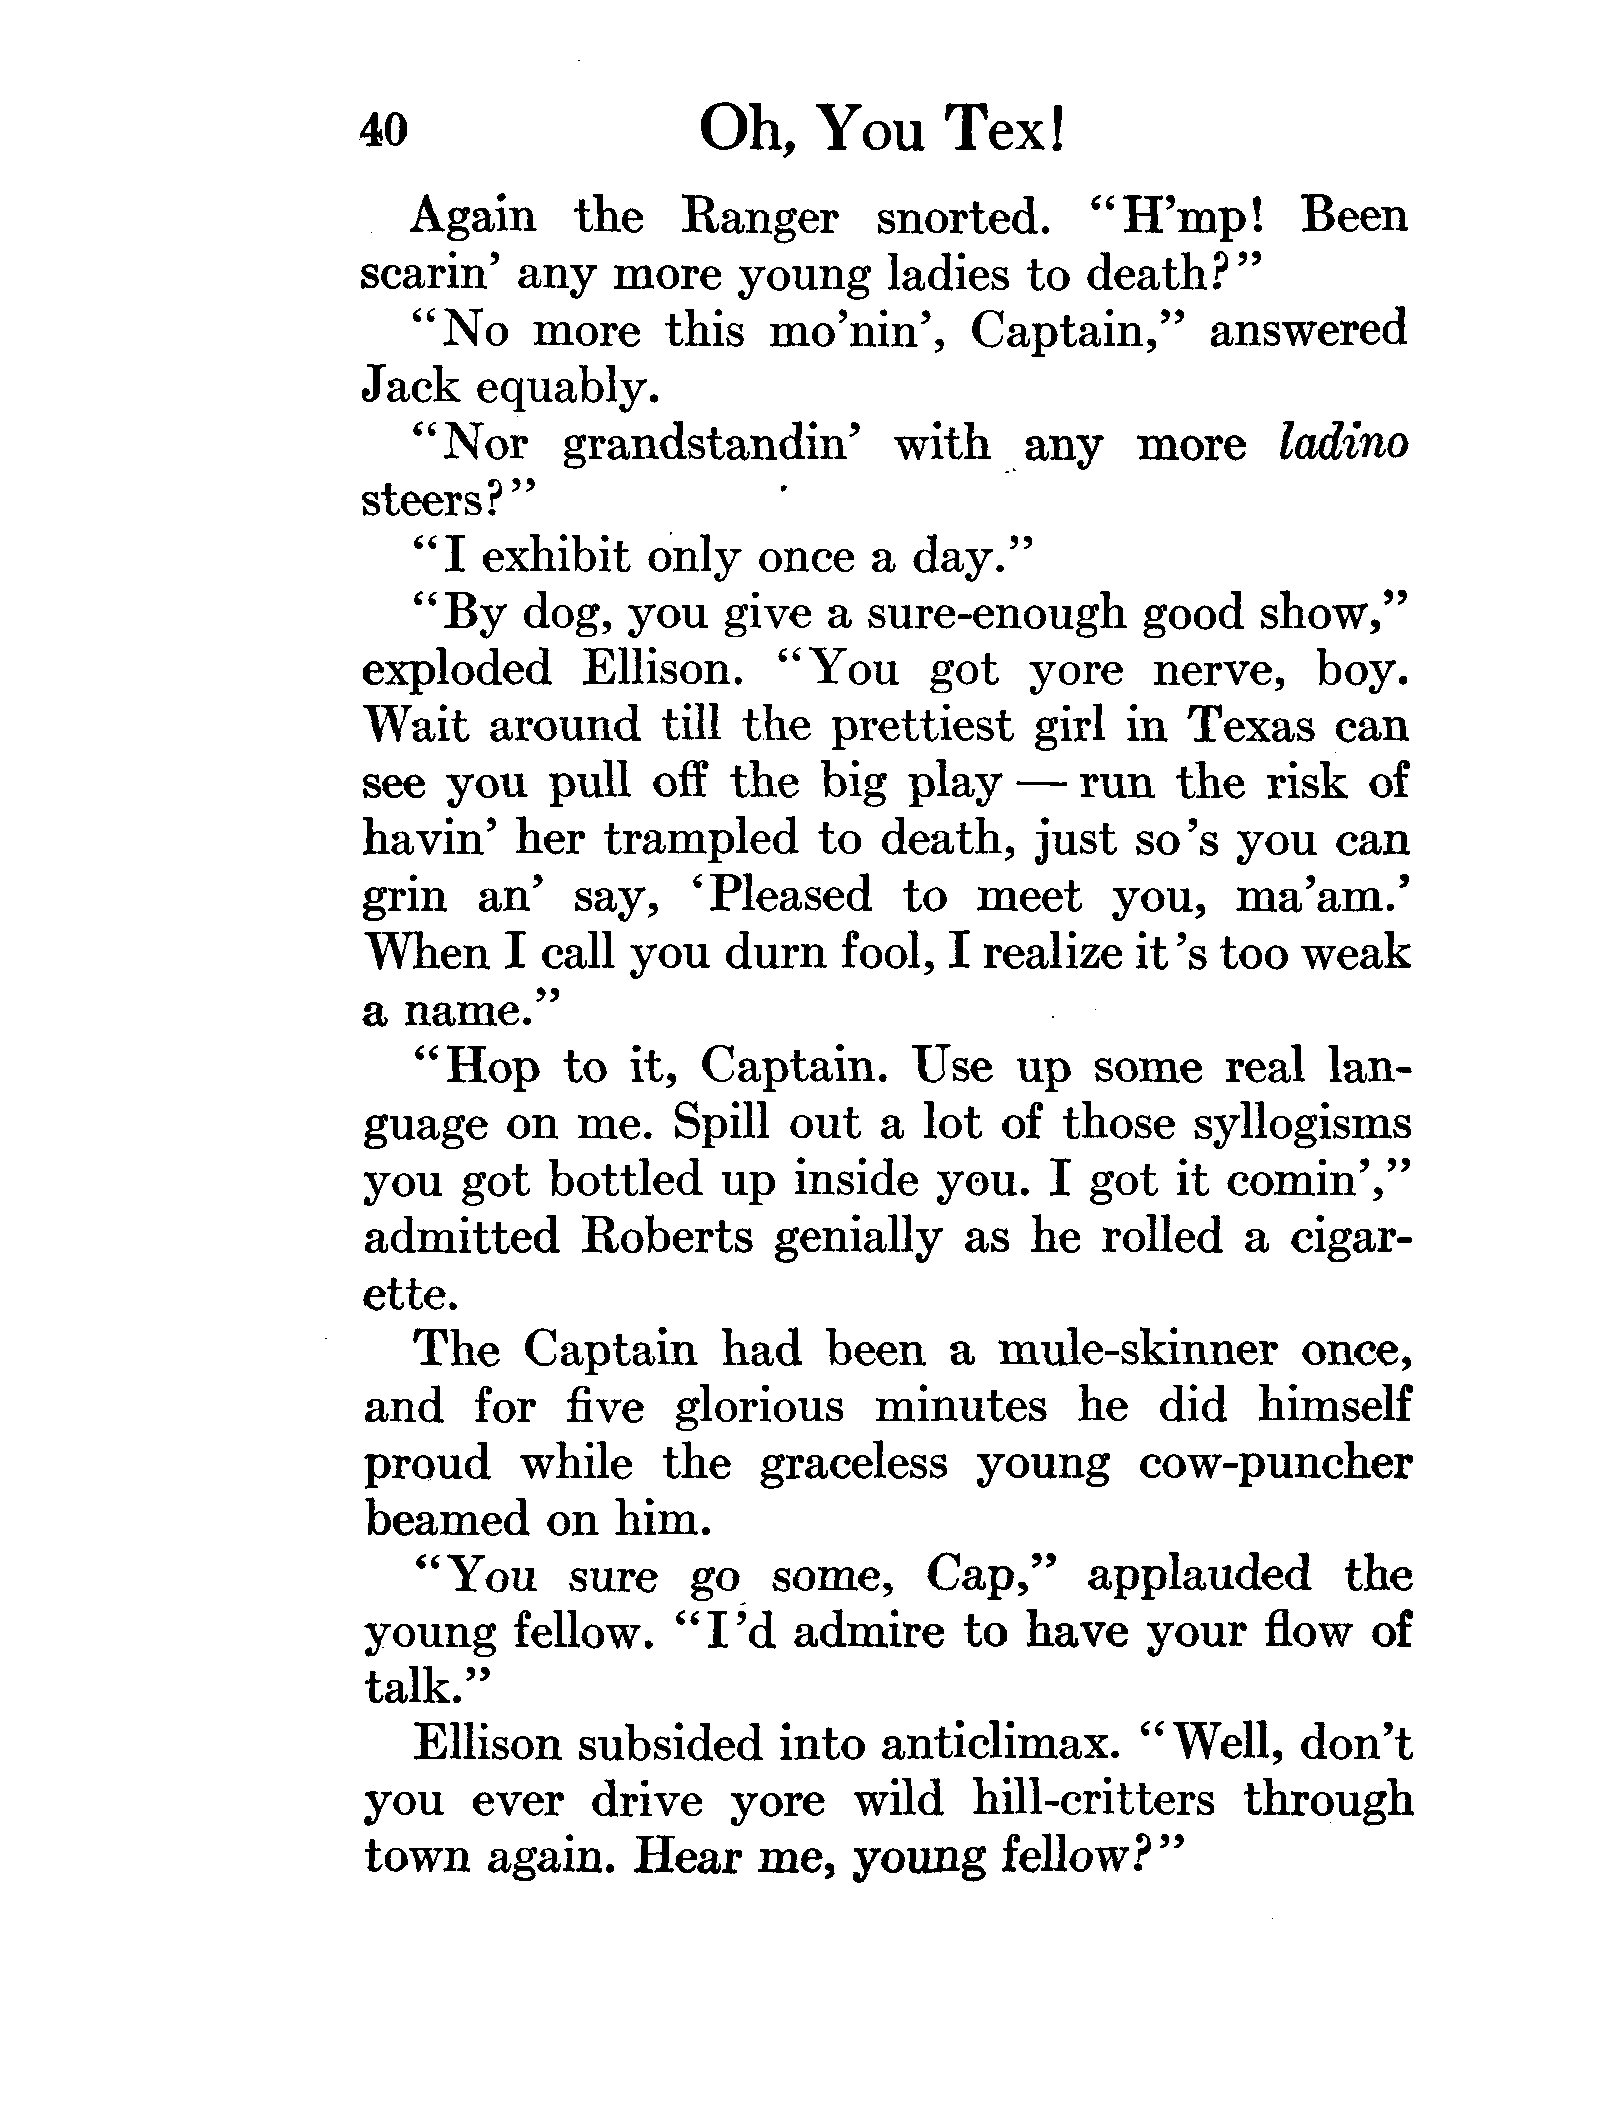 40 Oh, You Tex!
Again the Ranger snorted. “H’mp! Been
scarin’ any more young ladies to death?”
“No more this mo’nin’, Captain,” answered
Jack equably.
“Nor grandstandin’ with any more ladino
steers?”
“I exhibit only once a day.”
“By dog, you give a sure-enough good show,”
exploded Ellison. “You got yore nerve, boy.
Wait around till the prettiest girl in Texas can
see you pull off the big play — run the risk of
havin’ her trampled to death, just so’s you can
grin an’ say, ‘Pleased to meet you, ma’am.’
When I call you durn fool, I realize it’s too weak
a name.”
“Hop to it, Captain. Use up some real lan-
guage on me. Spill out a lot of those syllogisms
you got bottled up inside you. I got it comin’,”
admitted Roberts genially as he rolled a cigar-
ette.
The Captain had been a mule-skinner once,
and for five glorious minutes he did himself
proud while the graceless young cow-puncher
beamed on him.
“You sure go some, Cap,” applauded the
young fellow. “I’d admire to have your flow of
talk.”
Ellison subsided into anticlimax. “Well, don’t
you ever drive yore wild hill-critters through
town again. Hear me, young fellow?”